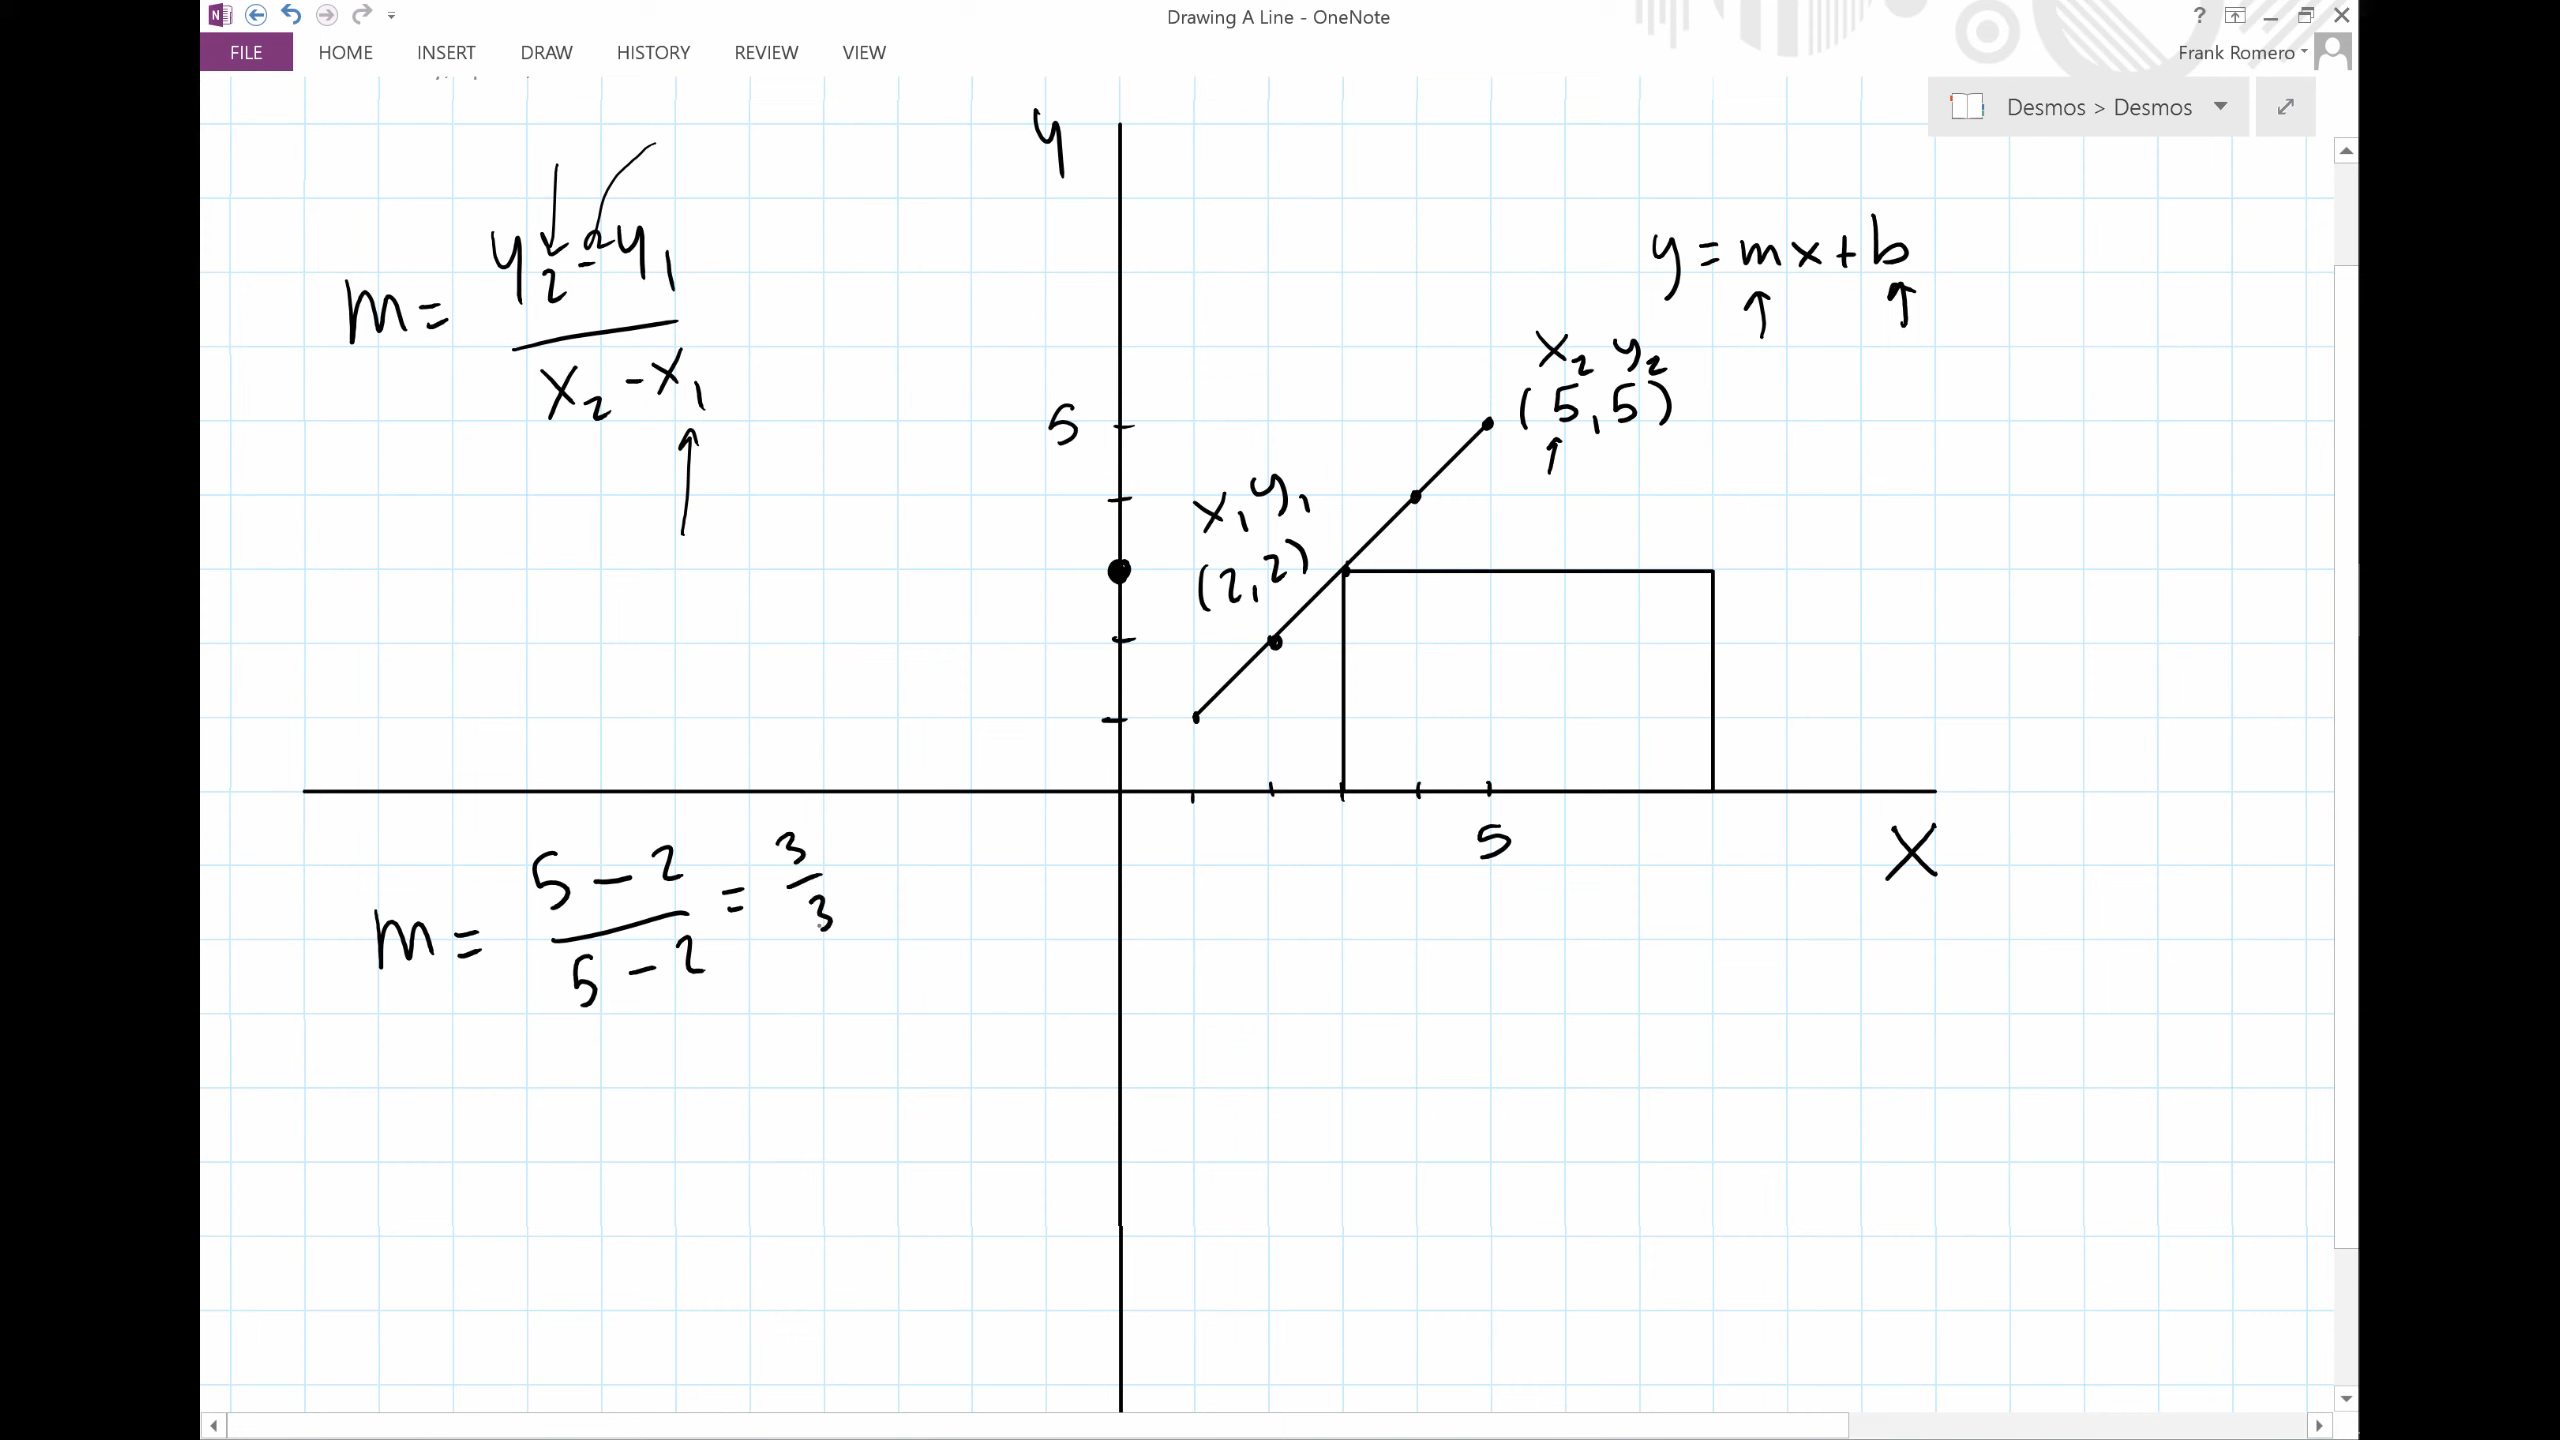 Drawing A Line - OneNote
FILE HOME INSERT DRAW HISTORY REVIEW VIEW
Frank Romero
Desmos > Desmos
y
m = y2 - y1
x2 - x1
y = mx + b
x2 y2
(5,5)
5
x1 y1
(2,2)
5
X
m = 5 - 2 = 3
5 - 2 3